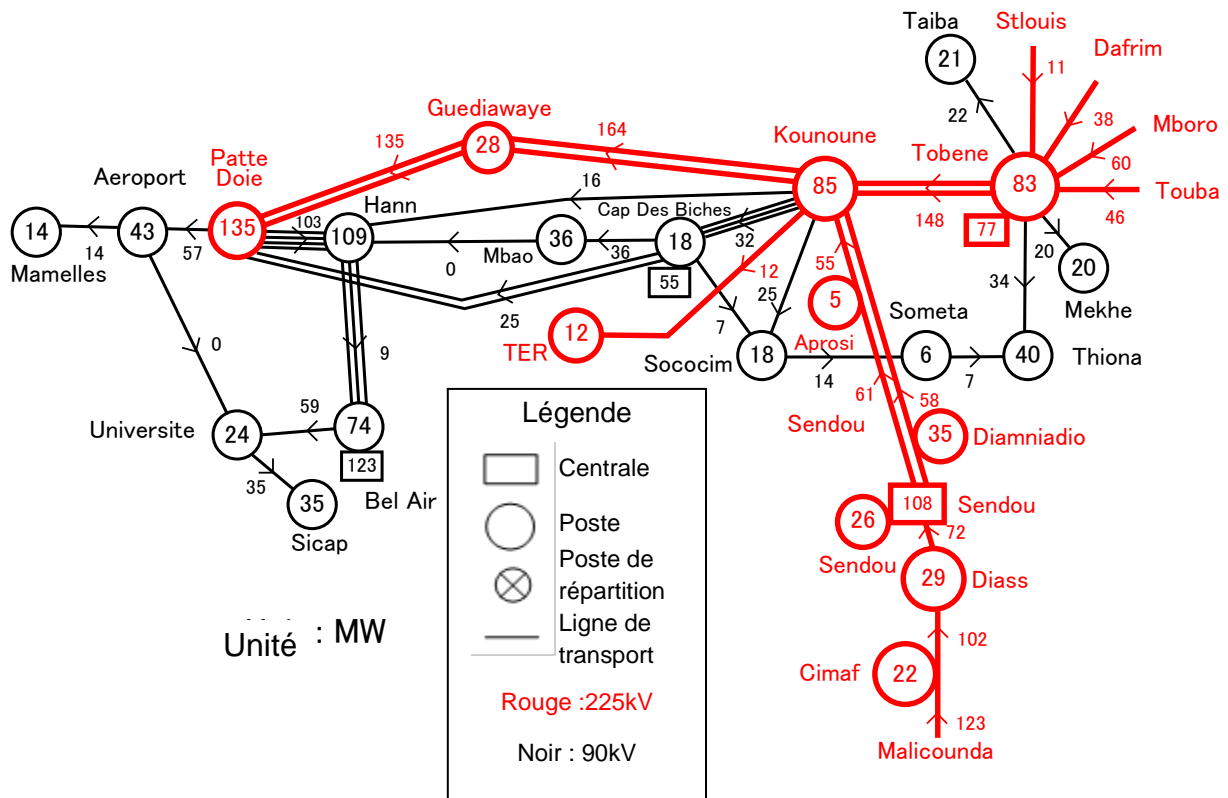 Taiba
Stlouis
21
Dafrim
11
Guediawaye
22
38
Mboro
135
28
164
Kounoune
60
Patte
Doie
Tobene
Aeroport
16
85
83
Touba
Hann
148
46
14
43
135
103
Cap Des Biches
77
14
57
109
36
18
32
20
Mamelles
Mbao
36
12
55
20
0
55
34
Mekhe
25
5
25
7
Someta
0
9
12
Aprosi
TER
Sococim
18
6
40
Thiona
14
7
61
58
59
Légende
Universite
24
74
Sendou
35
Diamniadio
Centrale
35
123
Bel Air
108
Sendou
35
Poste
26
Sicap
72
Poste de
répartition
Sendou
29
Diass
Unité : MW
Ligne de
transport
102
Cimaf
22
Rouge :225kV
123
Noir : 90kV
Malicounda